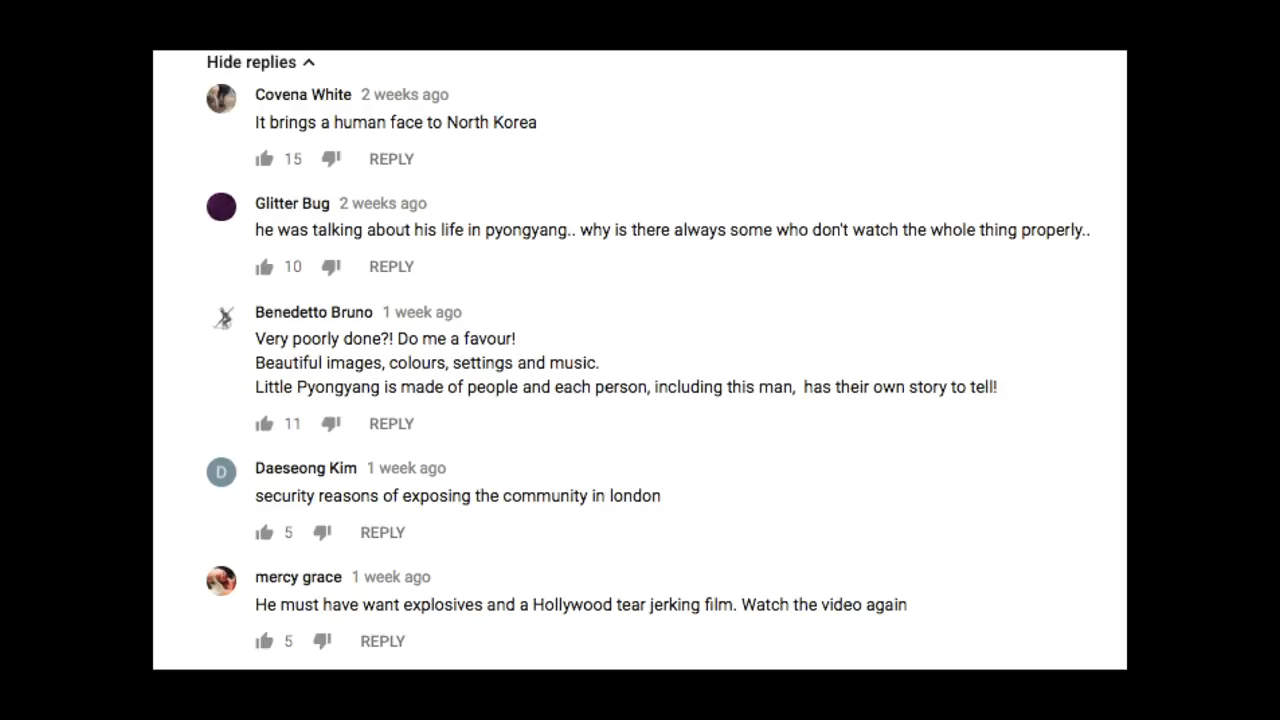 Hide replies
Covena White 2 weeks ago
It brings a human face to North Korea
15 REPLY
Glitter Bug 2 weeks ago
he was talking about his life in pyongyang.. why is there always some who don't watch the whole thing properly..
10 REPLY
Benedetto Bruno 1 week ago
Very poorly done?! Do me a favour!
Beautiful images, colours, settings and music.
Little Pyongyang is made of people and each person, including this man,  has their own story to tell!
11 REPLY
D
Daeseong Kim 1 week ago
security reasons of exposing the community in london
5 REPLY
mercy grace 1 week ago
He must have want explosives and a Hollywood tear jerking film. Watch the video again
5 REPLY